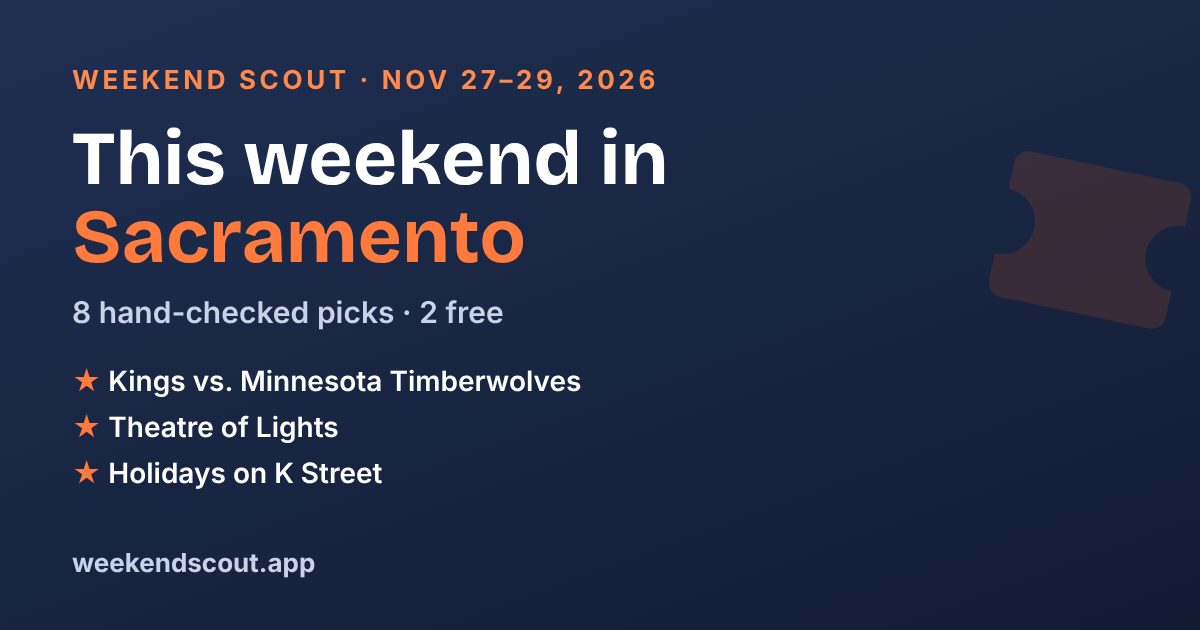 WEEKEND SCOUT · NOV 27–29, 2026
This weekend in
Sacramento
8 hand-checked picks · 2 free
★ Kings vs. Minnesota Timberwolves
★ Theatre of Lights
★ Holidays on K Street
weekendscout.app